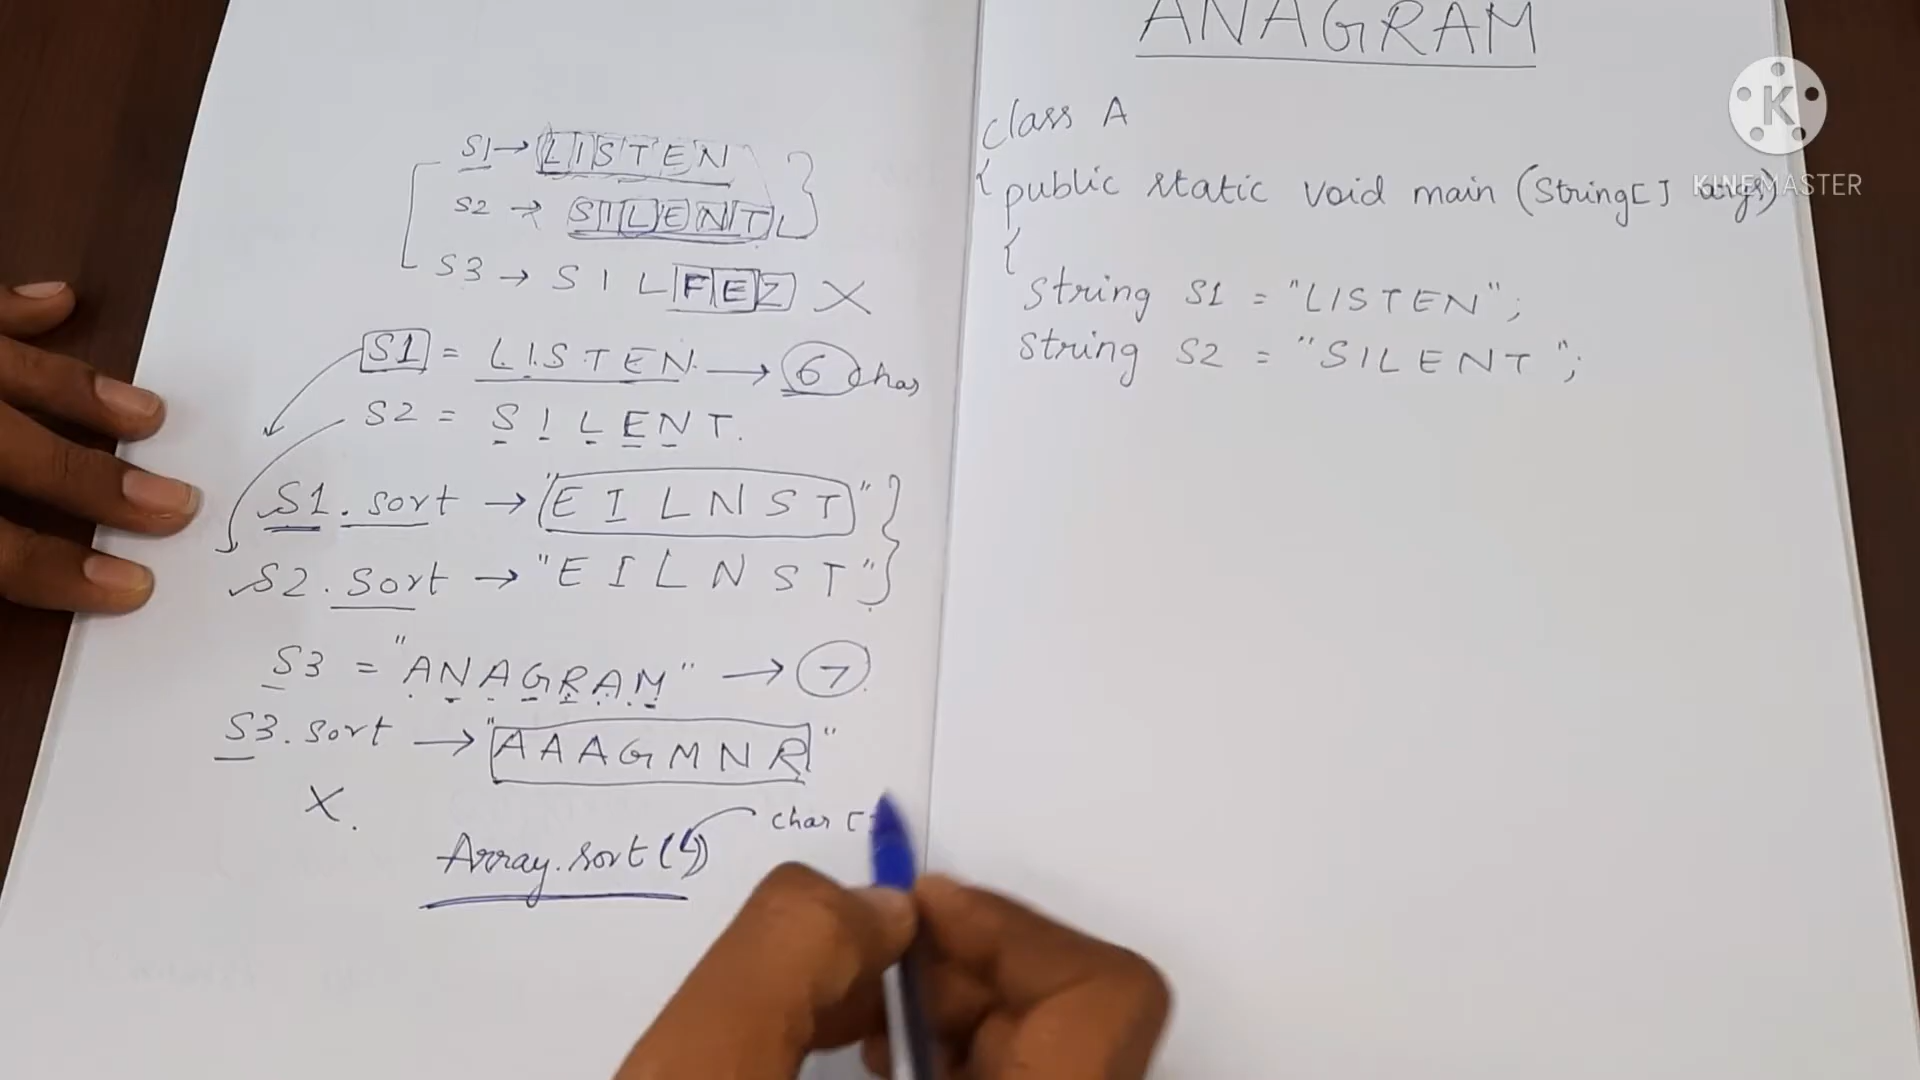 S1 → LISTEN
S2 → SILENT
S3 → SILFEZ X
S1 = LISTEN. → 6 char
S2 = SILENT.
S1.sort → "EILNST"
S2.sort → "EILNST"
S3 = "ANAGRAM" → 7
S3.sort → "AAAGMNR"
X.
Array.sort() char [
ANAGRAM
class A
{ public static void main (String[] args)
{
String S1 = "LISTEN";
String S2 = "SILENT";
K
KINEMASTER